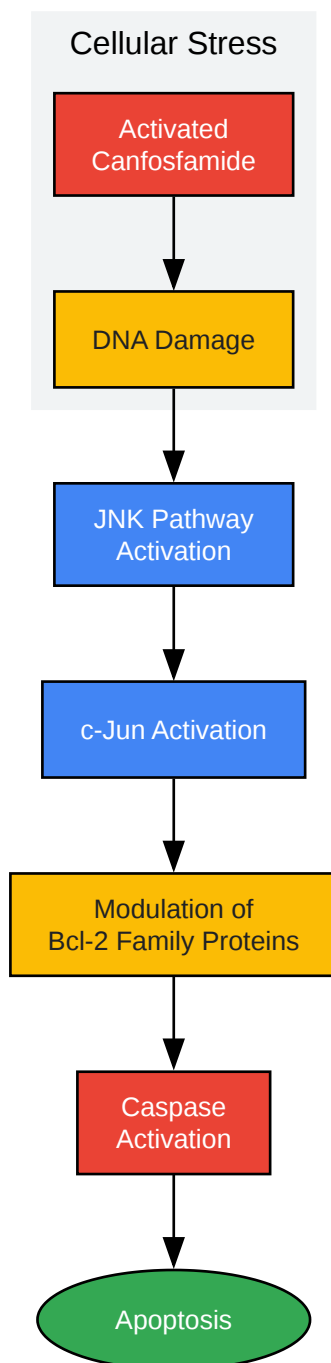 Cellular Stress
Activated
Canfosfamide
DNA Damage
JNK Pathway
Activation
c-Jun Activation
Modulation of
Bcl-2 Family Proteins
Caspase
Activation
Apoptosis